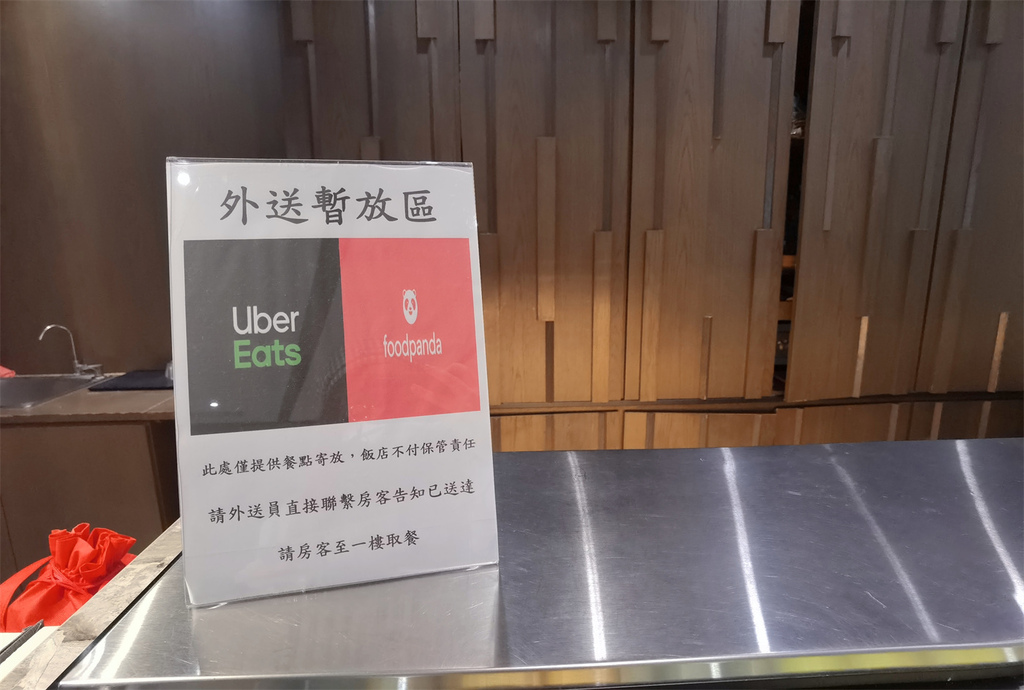 外送暫放區
Uber
Eats
foodpanda
此處僅提供餐點寄放，飯店不付保管責任
請外送員直接聯繫房客告知已送達
請房客至一樓取餐